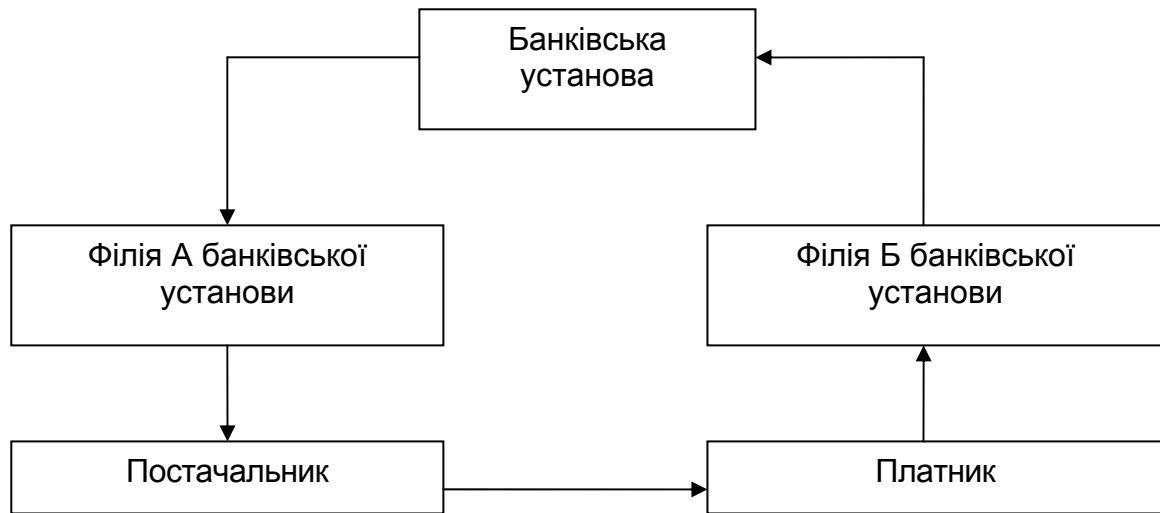 Банківська
установа
Філія А банківської
установи
Філія Б банківської
установи
Постачальник
Платник